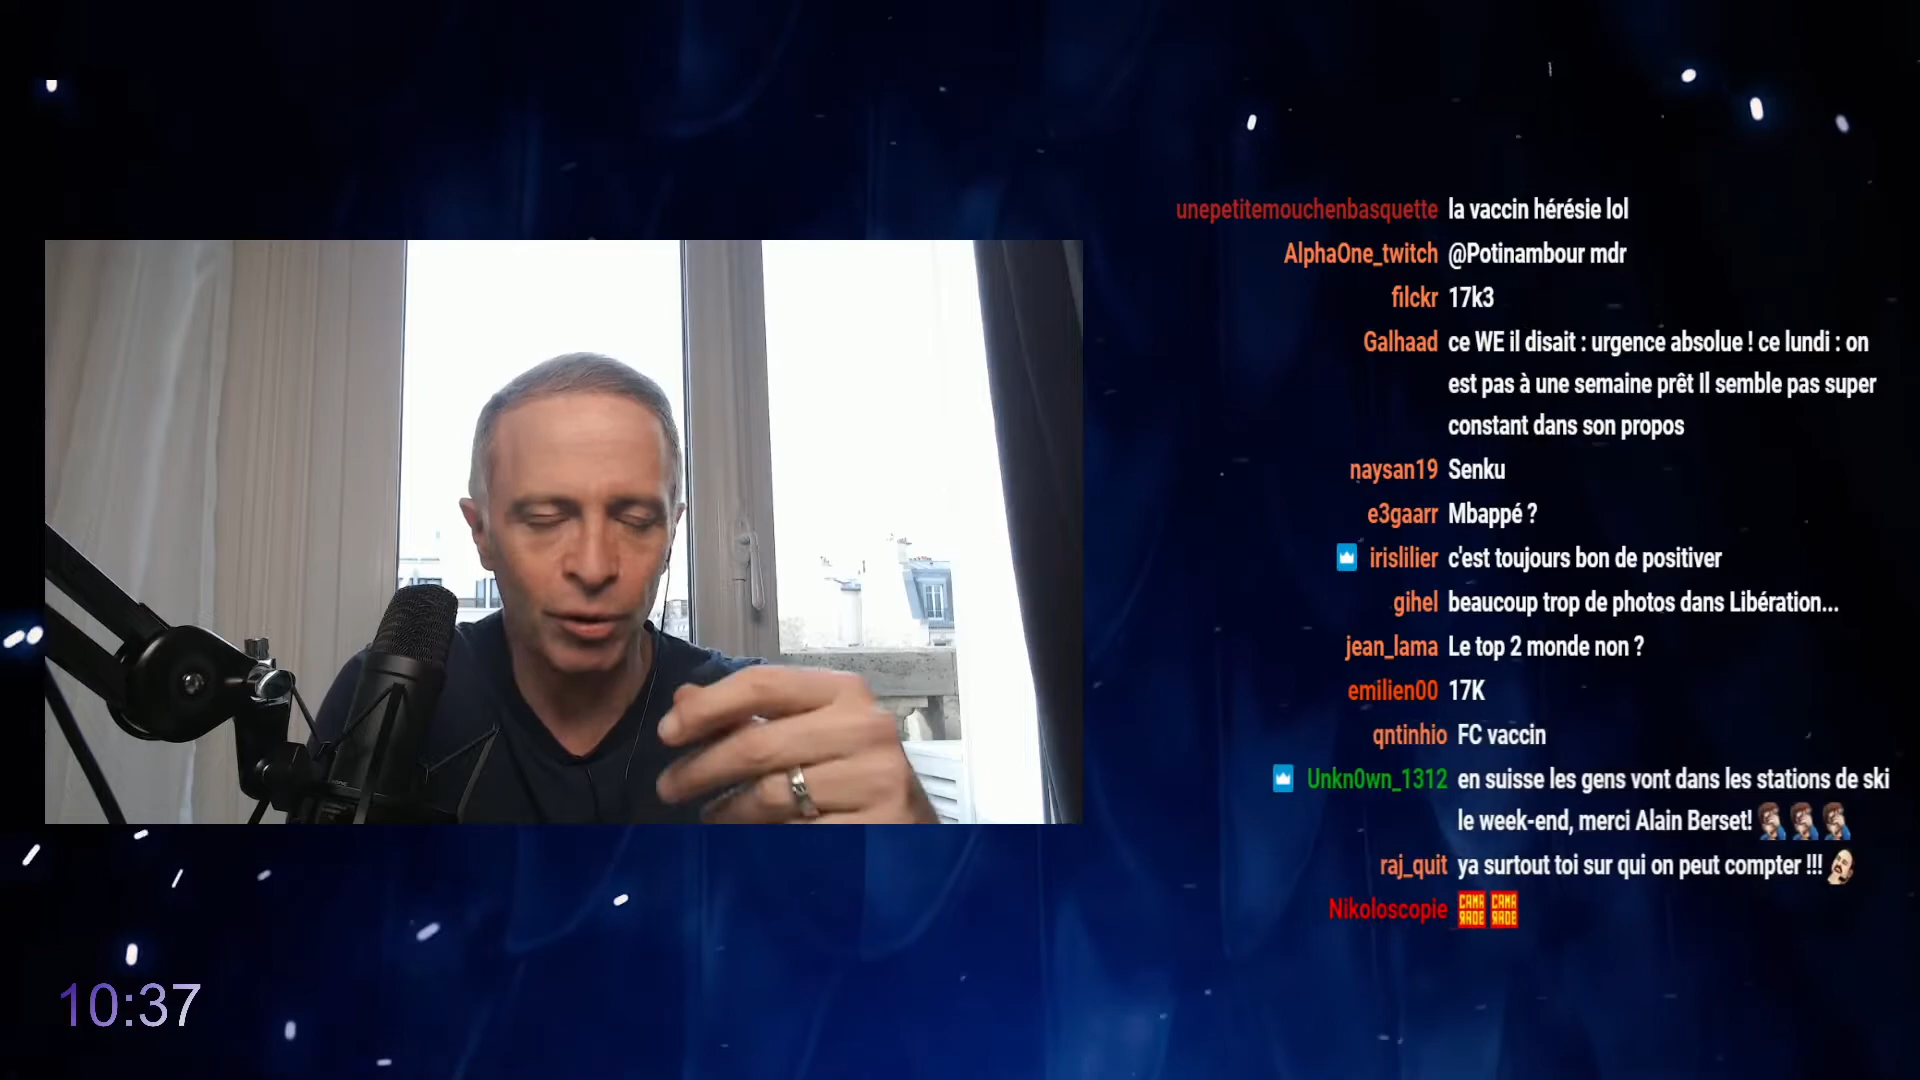 unepetitemouchenbasquette la vaccin hérésie lol
AlphaOne_twitch @Potinambour mdr
filckr 17k3
Galhaad ce WE il disait : urgence absolue ! ce lundi : on
est pas à une semaine prêt Il semble pas super
constant dans son propos
naysan19 Senku
e3gaarr Mbappé ?
irislilier c'est toujours bon de positiver
gihel beaucoup trop de photos dans Libération...
jean_lama Le top 2 monde non ?
emilien00 17K
qntinhio FC vaccin
Unkn0wn_1312 en suisse les gens vont dans les stations de ski
le week-end, merci Alain Berset!
raj_quit ya surtout toi sur qui on peut compter !!!
Nikoloscopie CAMA CAMA
RADE RADE
10:37